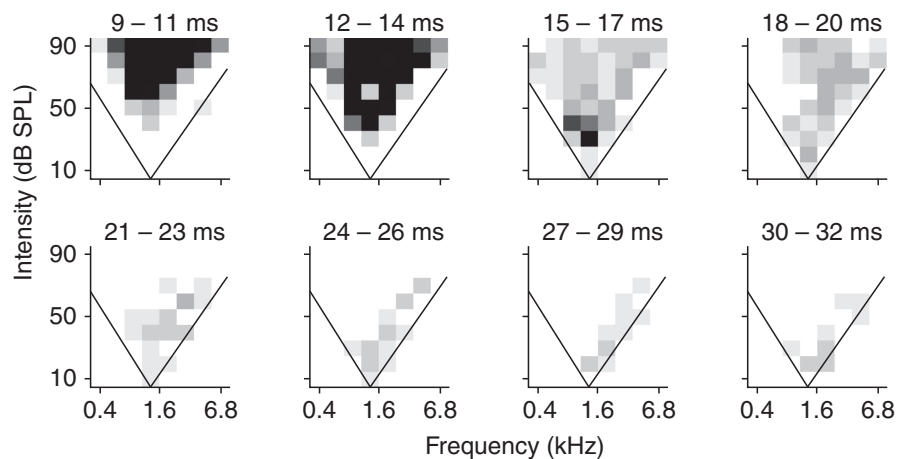 9 – 11 ms
12 – 14 ms
15 – 17 ms
18 – 20 ms
90
50
10
21 – 23 ms
24 – 26 ms
27 – 29 ms
30 – 32 ms
90
50
10
0.4 1.6 6.8
0.4 1.6 6.8
0.4 1.6 6.8
0.4 1.6 6.8
Intensity (dB SPL)
Frequency (kHz)